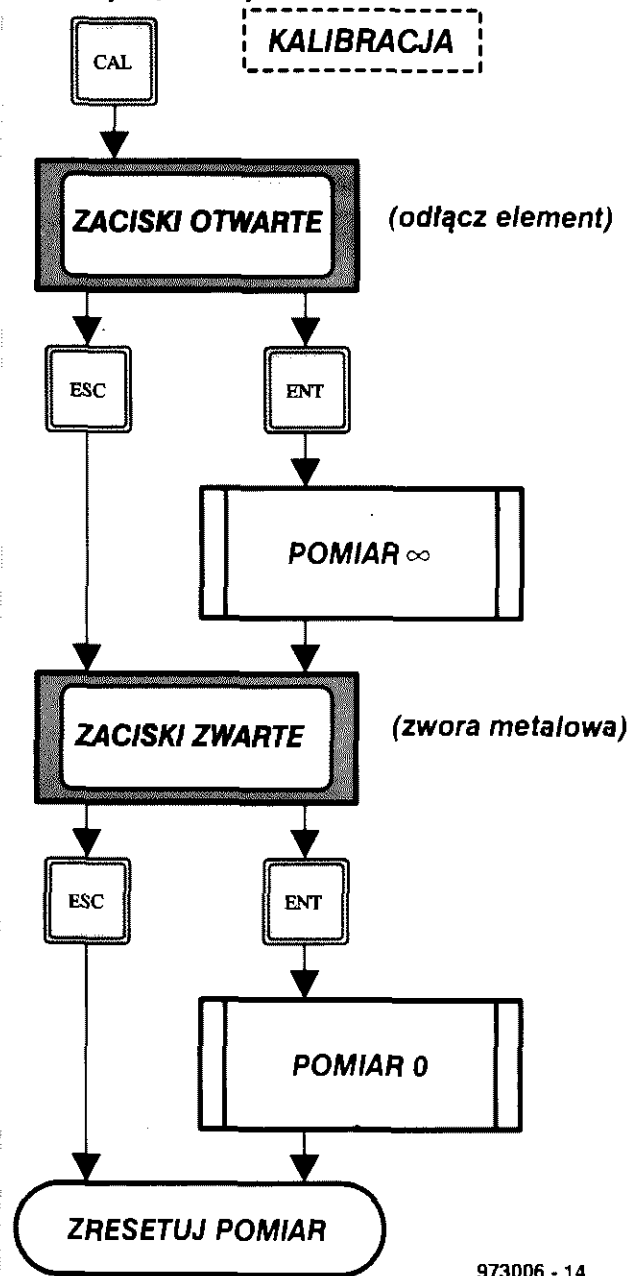 KALIBRACJA
CAL
ZACISKI OTWARTE (odłącz element)
ESC ENT
POMIAR ∞
ZACISKI ZWARTE (zwora metalowa)
ESC ENT
POMIAR 0
ZRESETUJ POMIAR
973006 - 14